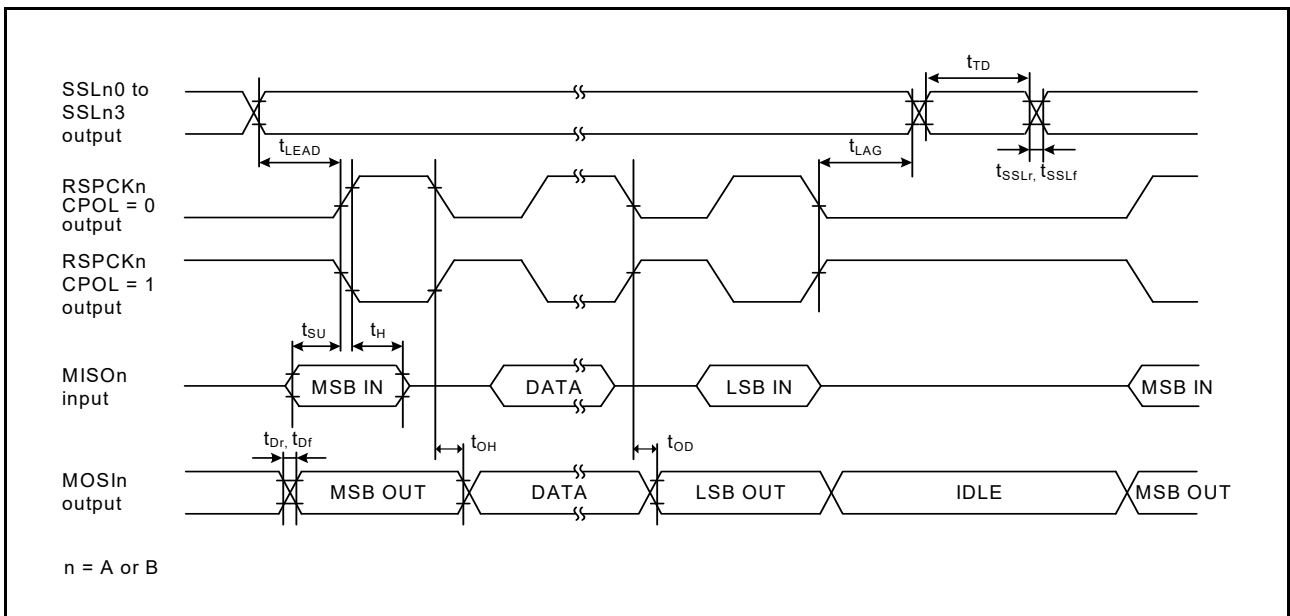 SSLn0 to
SSLn3
output
tTD
tLEAD
tLAG
tSSLr, tSSLf
RSPCKn
CPOL = 0
output
RSPCKn
CPOL = 1
output
tSU
tH
MISOn
input
MSB IN
DATA
LSB IN
MSB IN
tDr, tDf
tOH
tOD
MOSIn
output
MSB OUT
DATA
LSB OUT
IDLE
MSB OUT
n = A or B